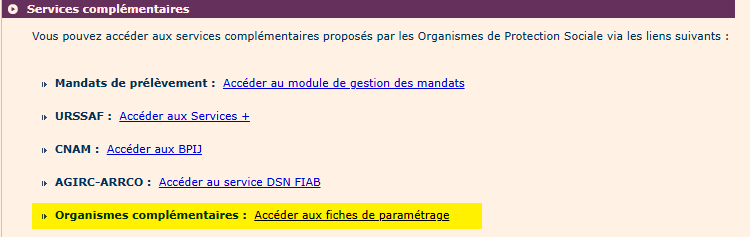 Services complémentaires
Vous pouvez accéder aux services complémentaires proposés par les Organismes de Protection Sociale via les liens suivants :
Mandats de prélèvement : Accéder au module de gestion des mandats
URSSAF : Accéder aux Services +
CNAM : Accéder aux BPIJ
AGIRC-ARRCO : Accéder au service DSN FIAB
Organismes complémentaires : Accéder aux fiches de paramétrage